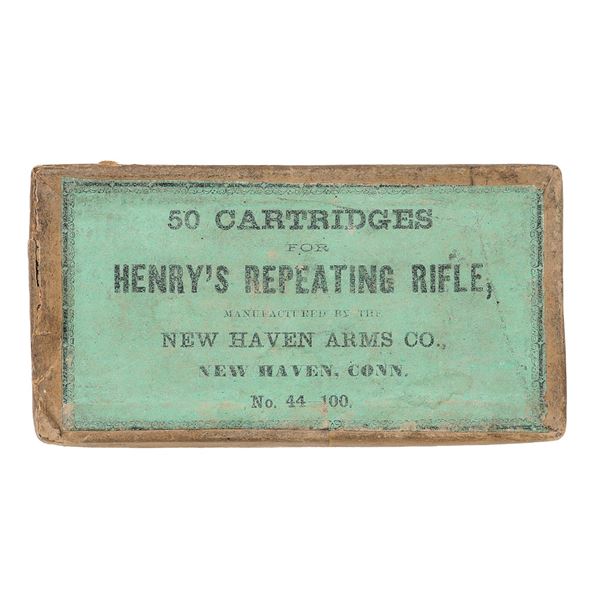 50 CARTRIDGES
FOR
HENRY'S REPEATING RIFLE,
MANUFACTURED BY THE
NEW HAVEN ARMS CO.,
NEW HAVEN, CONN.
No. 44-100.